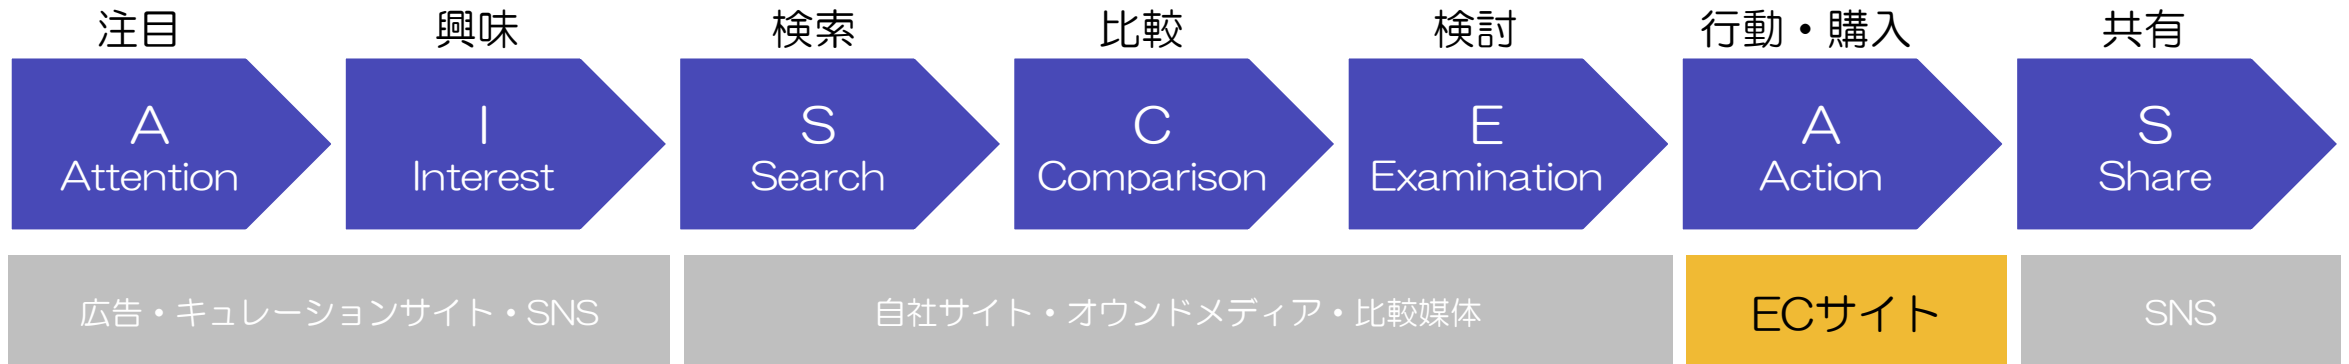 注目
興味
検索
比較
検討
行動・購入
共有
A
Attention
I
Interest
S
Search
C
Comparison
E
Examination
A
Action
S
Share
広告・キュレーションサイト・SNS
自社サイト・オウンドメディア・比較媒体
ECサイト
SNS